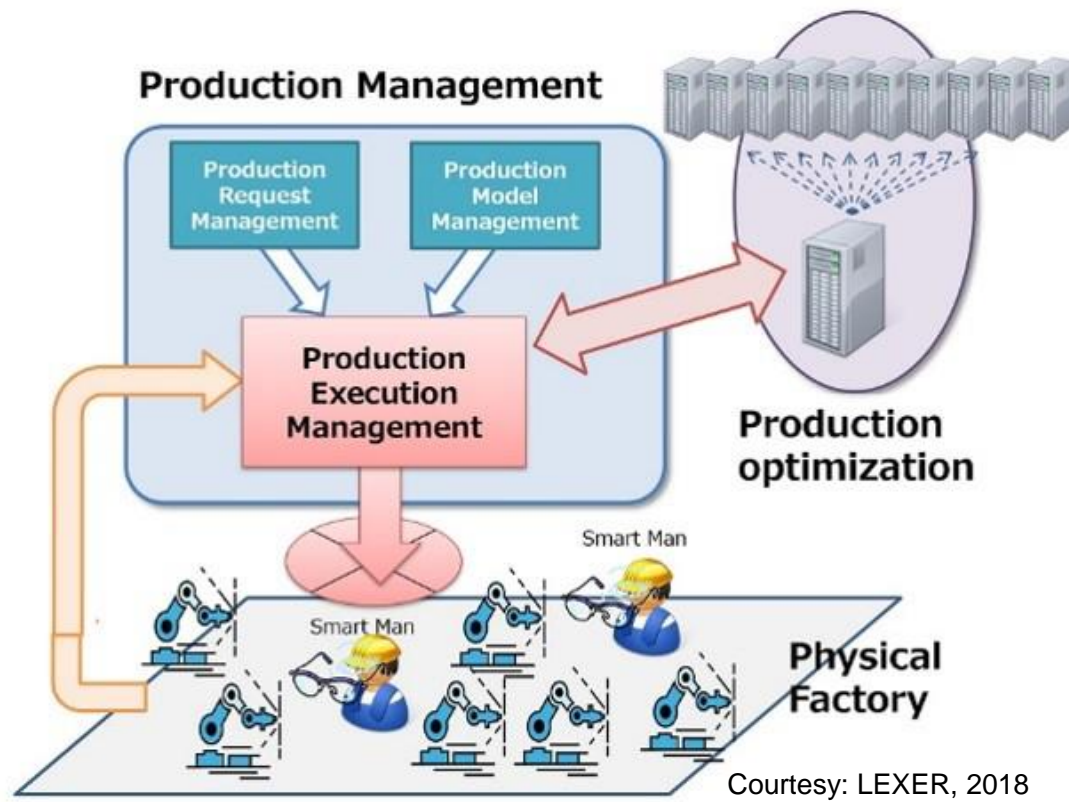 Production Management
Production
Request
Management
Production
Model
Management
Production
Execution
Management
Production
optimization
Smart Man
Smart Man
Physical
Factory
Courtesy: LEXER, 2018